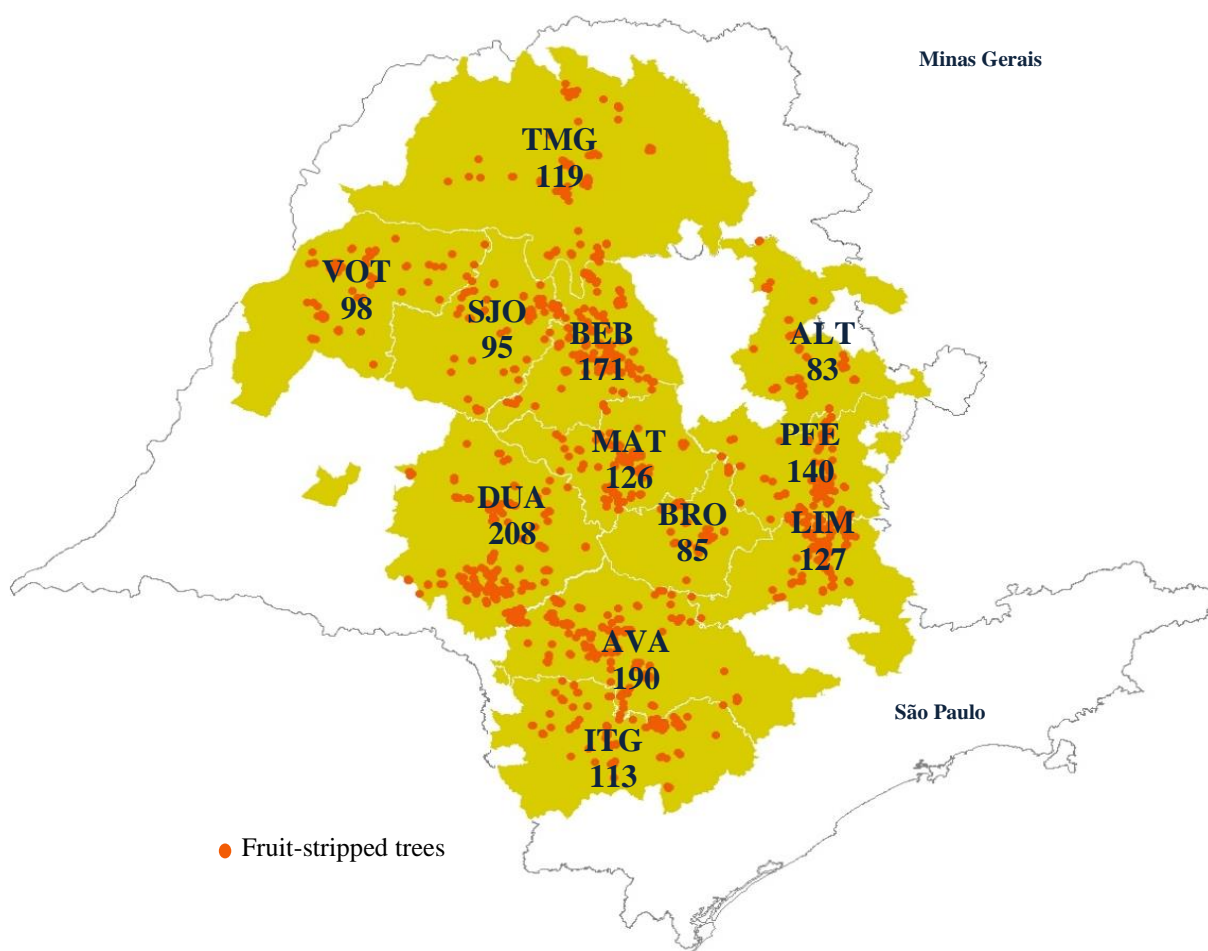 Minas Gerais
TMG
119
VOT
98
SJO
95
BEB
171
ALT
83
MAT
126
PFE
140
DUA
208
BRO
85
LIM
127
AVA
190
São Paulo
ITG
113
Fruit-stripped trees